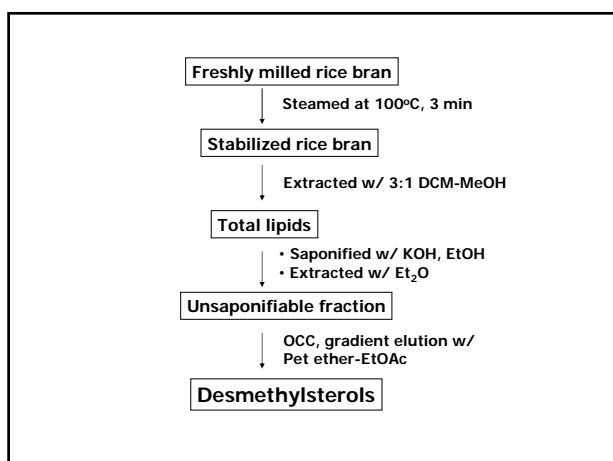 Freshly milled rice bran
Steamed at 100ºC, 3 min
Stabilized rice bran
Extracted w/ 3:1 DCM-MeOH
Total lipids
• Saponified w/ KOH, EtOH
• Extracted w/ Et₂O
Unsaponifiable fraction
OCC, gradient elution w/
Pet ether-EtOAc
Desmethylsterols